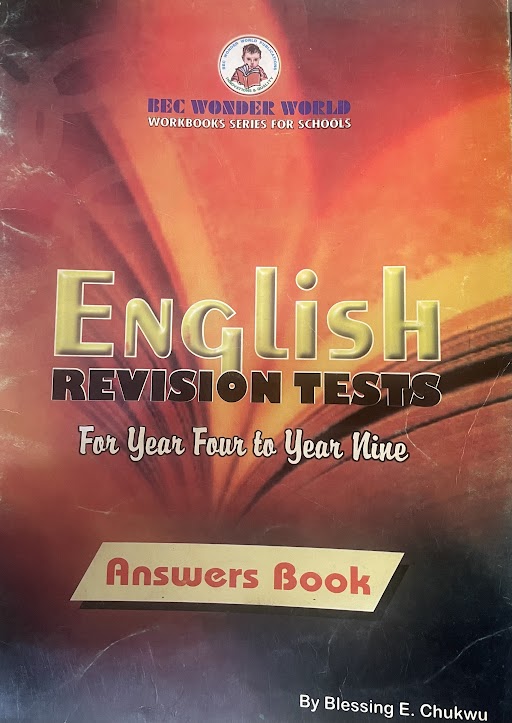 BEC WONDER WORLD
WORKBOOKS SERIES FOR SCHOOLS
English
REVISION TESTS
For Year Four to Year Nine
Answers Book
By Blessing E. Chukwu